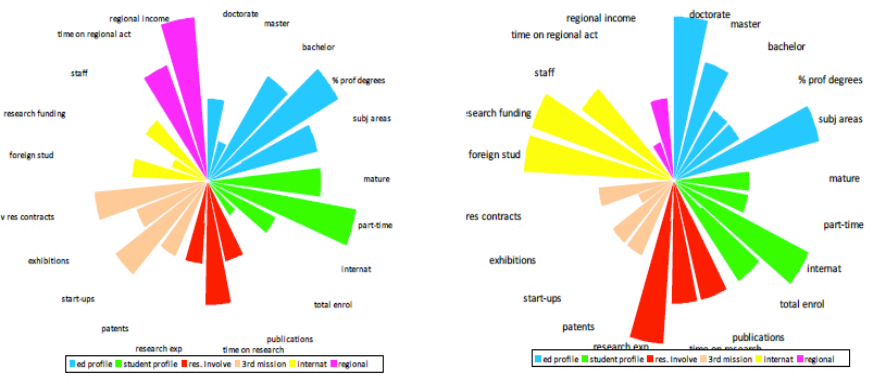 regional income
doctorate
master
time on regional act
bachelor
staff
% prof degrees
research funding
subj areas
foreign stud
mature
v res contracts
part-time
exhibitions
internat
start-ups
total enrol
patents
publications
research exp
time on research
ed profile student profile res. Involve 3rd mission internat regional
regional income
doctorate
master
time on regional act
bachelor
staff
% prof degrees
esearch funding
subj areas
foreign stud
mature
res contracts
part-time
exhibitions
internat
start-ups
total enrol
patents
publications
research exp
time on research
ed profile student profile res. Involve 3rd mission internat regional